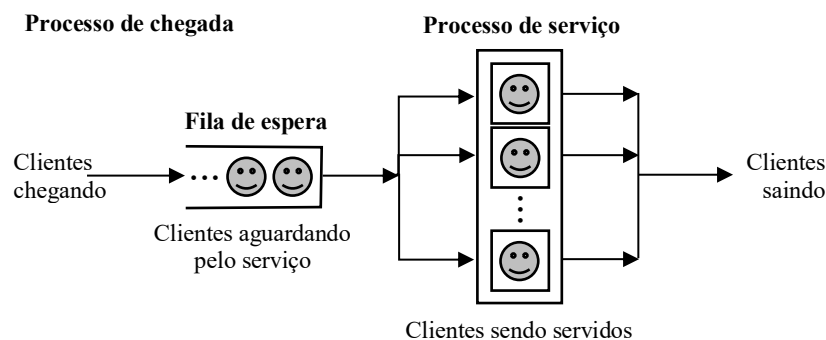 Processo de chegada
Processo de serviço
Fila de espera
Clientes
chegando
Clientes
saindo
Clientes aguardando
pelo serviço
Clientes sendo servidos